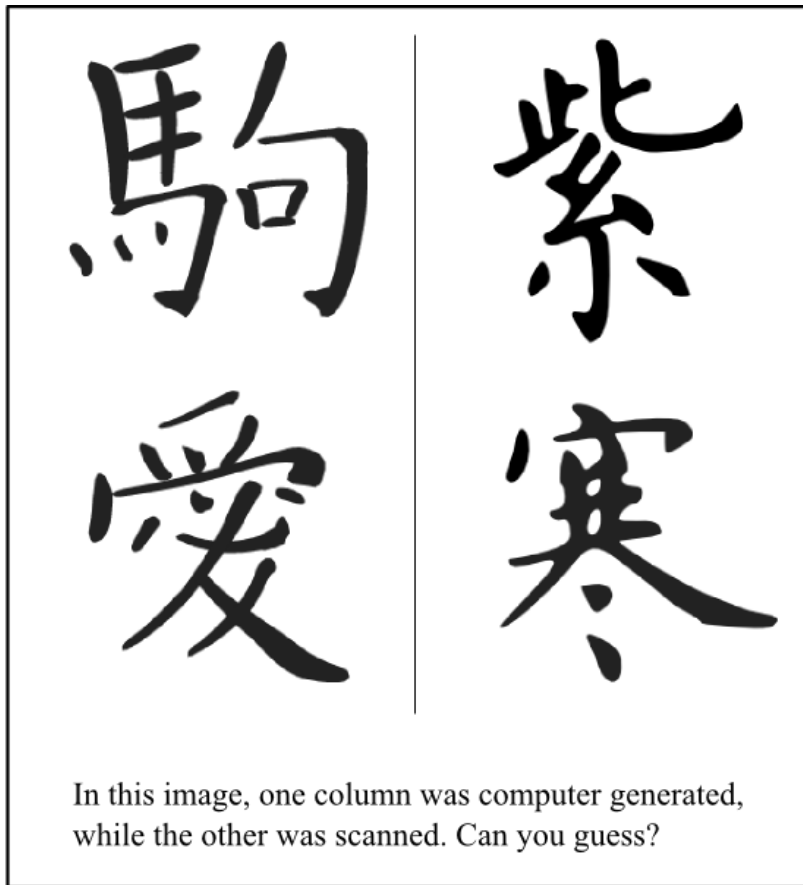 駒 紫
愛 寒
In this image, one column was computer generated,
while the other was scanned. Can you guess?